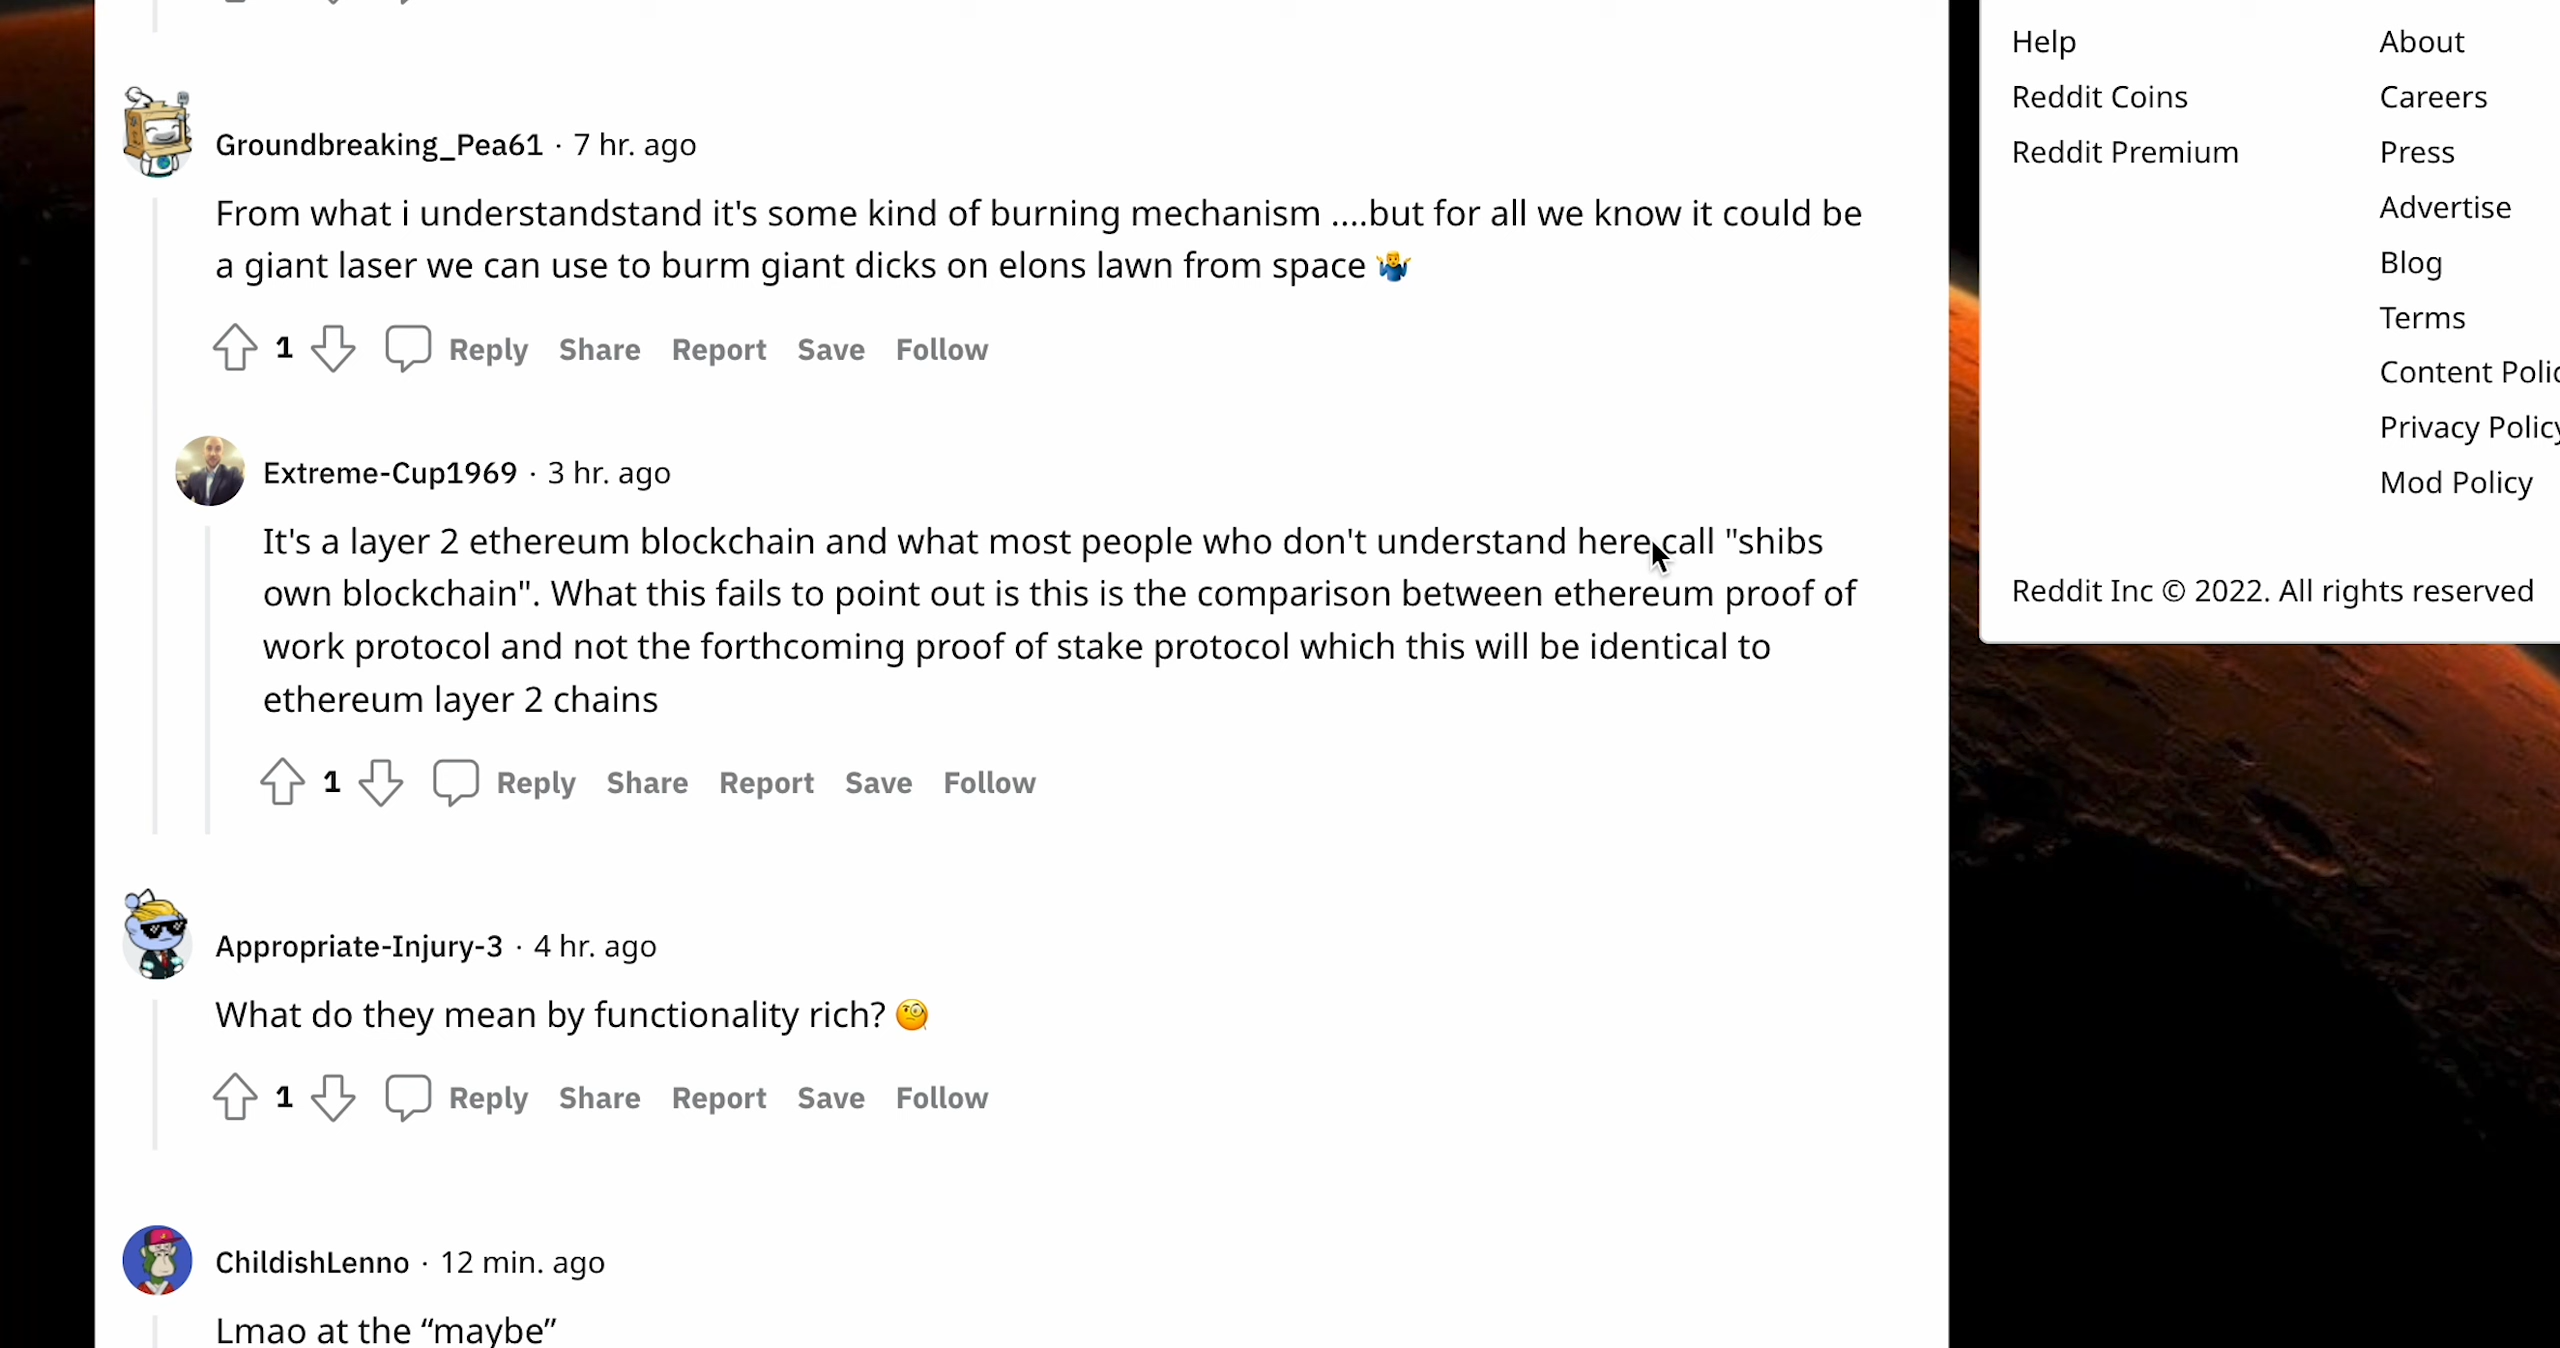 Groundbreaking_Pea61 · 7 hr. ago
From what i understandstand it's some kind of burning mechanism ....but for all we know it could be
a giant laser we can use to burm giant dicks on elons lawn from space 🤷‍♂️
1 Reply Share Report Save Follow
Extreme-Cup1969 · 3 hr. ago
It's a layer 2 ethereum blockchain and what most people who don't understand here call "shibs
own blockchain". What this fails to point out is this is the comparison between ethereum proof of
work protocol and not the forthcoming proof of stake protocol which this will be identical to
ethereum layer 2 chains
1 Reply Share Report Save Follow
Appropriate-Injury-3 · 4 hr. ago
What do they mean by functionality rich? 🧐
1 Reply Share Report Save Follow
ChildishLenno · 12 min. ago
Lmao at the “maybe”
Help
Reddit Coins
Reddit Premium
About
Careers
Press
Advertise
Blog
Terms
Content Polic
Privacy Policy
Mod Policy
Reddit Inc © 2022. All rights reserved